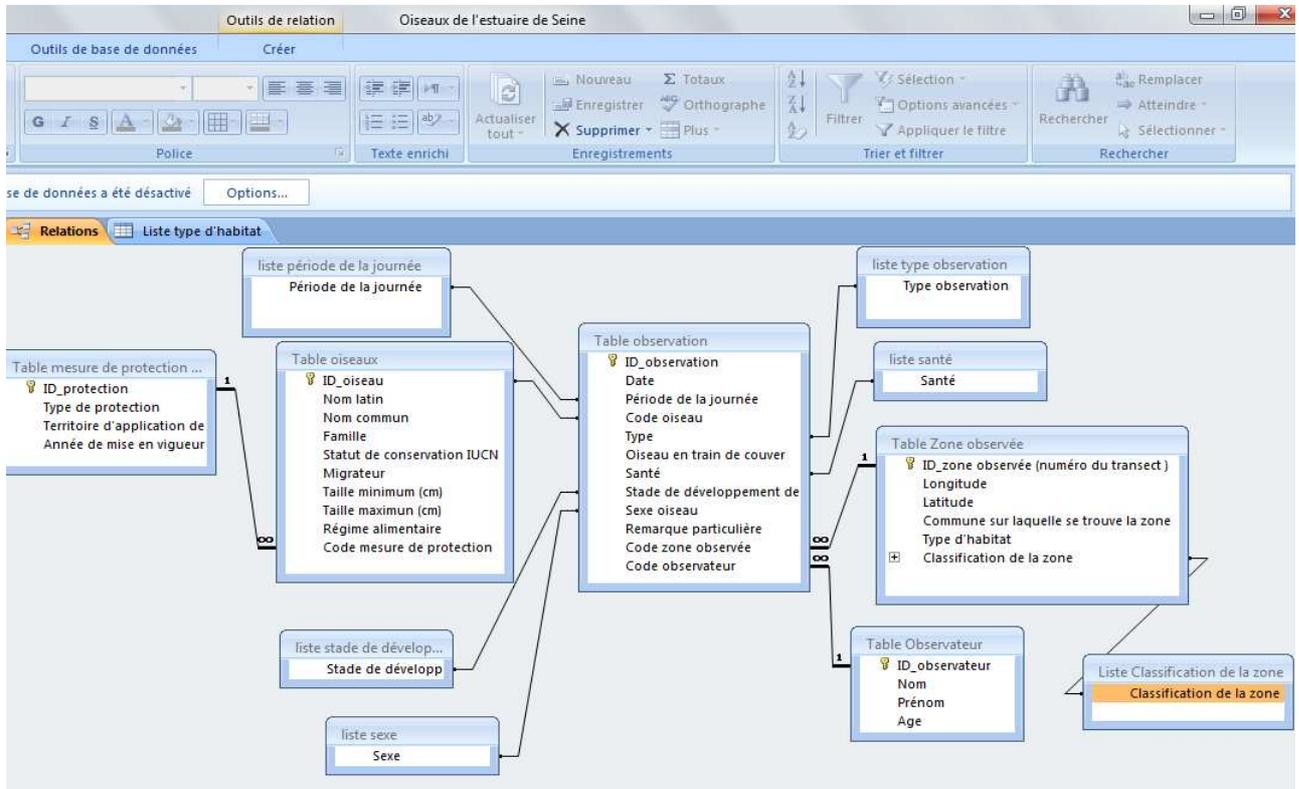 Outils de relation
Oiseaux de l'estuaire de Seine
Outils de base de données
Créer
G I S
Police
Texte enrichi
Actualiser
tout
Nouveau
Enregistrer
Supprimer
Σ Totaux
Orthographe
Plus
Enregistrements
Filtrer
Sélection
Options avancées
Appliquer le filtre
Trier et filtrer
Rechercher
Remplacer
Atteindre
Sélectionner
Rechercher
se de données a été désactivé
Options...
Relations
Liste type d'habitat
liste période de la journée
Période de la journée
liste type observation
Type observation
Table mesure de protection ...
ID_protection
Type de protection
Territoire d'application de
Année de mise en vigueur
1
∞
Table oiseaux
ID_oiseau
Nom latin
Nom commun
Famille
Statut de conservation IUCN
Migrateur
Taille minimum (cm)
Taille maximun (cm)
Régime alimentaire
Code mesure de protection
Table observation
ID_observation
Date
Période de la journée
Code oiseau
Type
Oiseau en train de couver
Santé
Stade de développement de
Sexe oiseau
Remarque particulière
Code zone observée
Code observateur
∞
∞
liste santé
Santé
1
Table Zone observée
ID_zone observée (numéro du transect )
Longitude
Latitude
Commune sur laquelle se trouve la zone
Type d'habitat
Classification de la zone
liste stade de dévelop...
Stade de développ
liste sexe
Sexe
1
Table Observateur
ID_observateur
Nom
Prénom
Age
Liste Classification de la zone
Classification de la zone